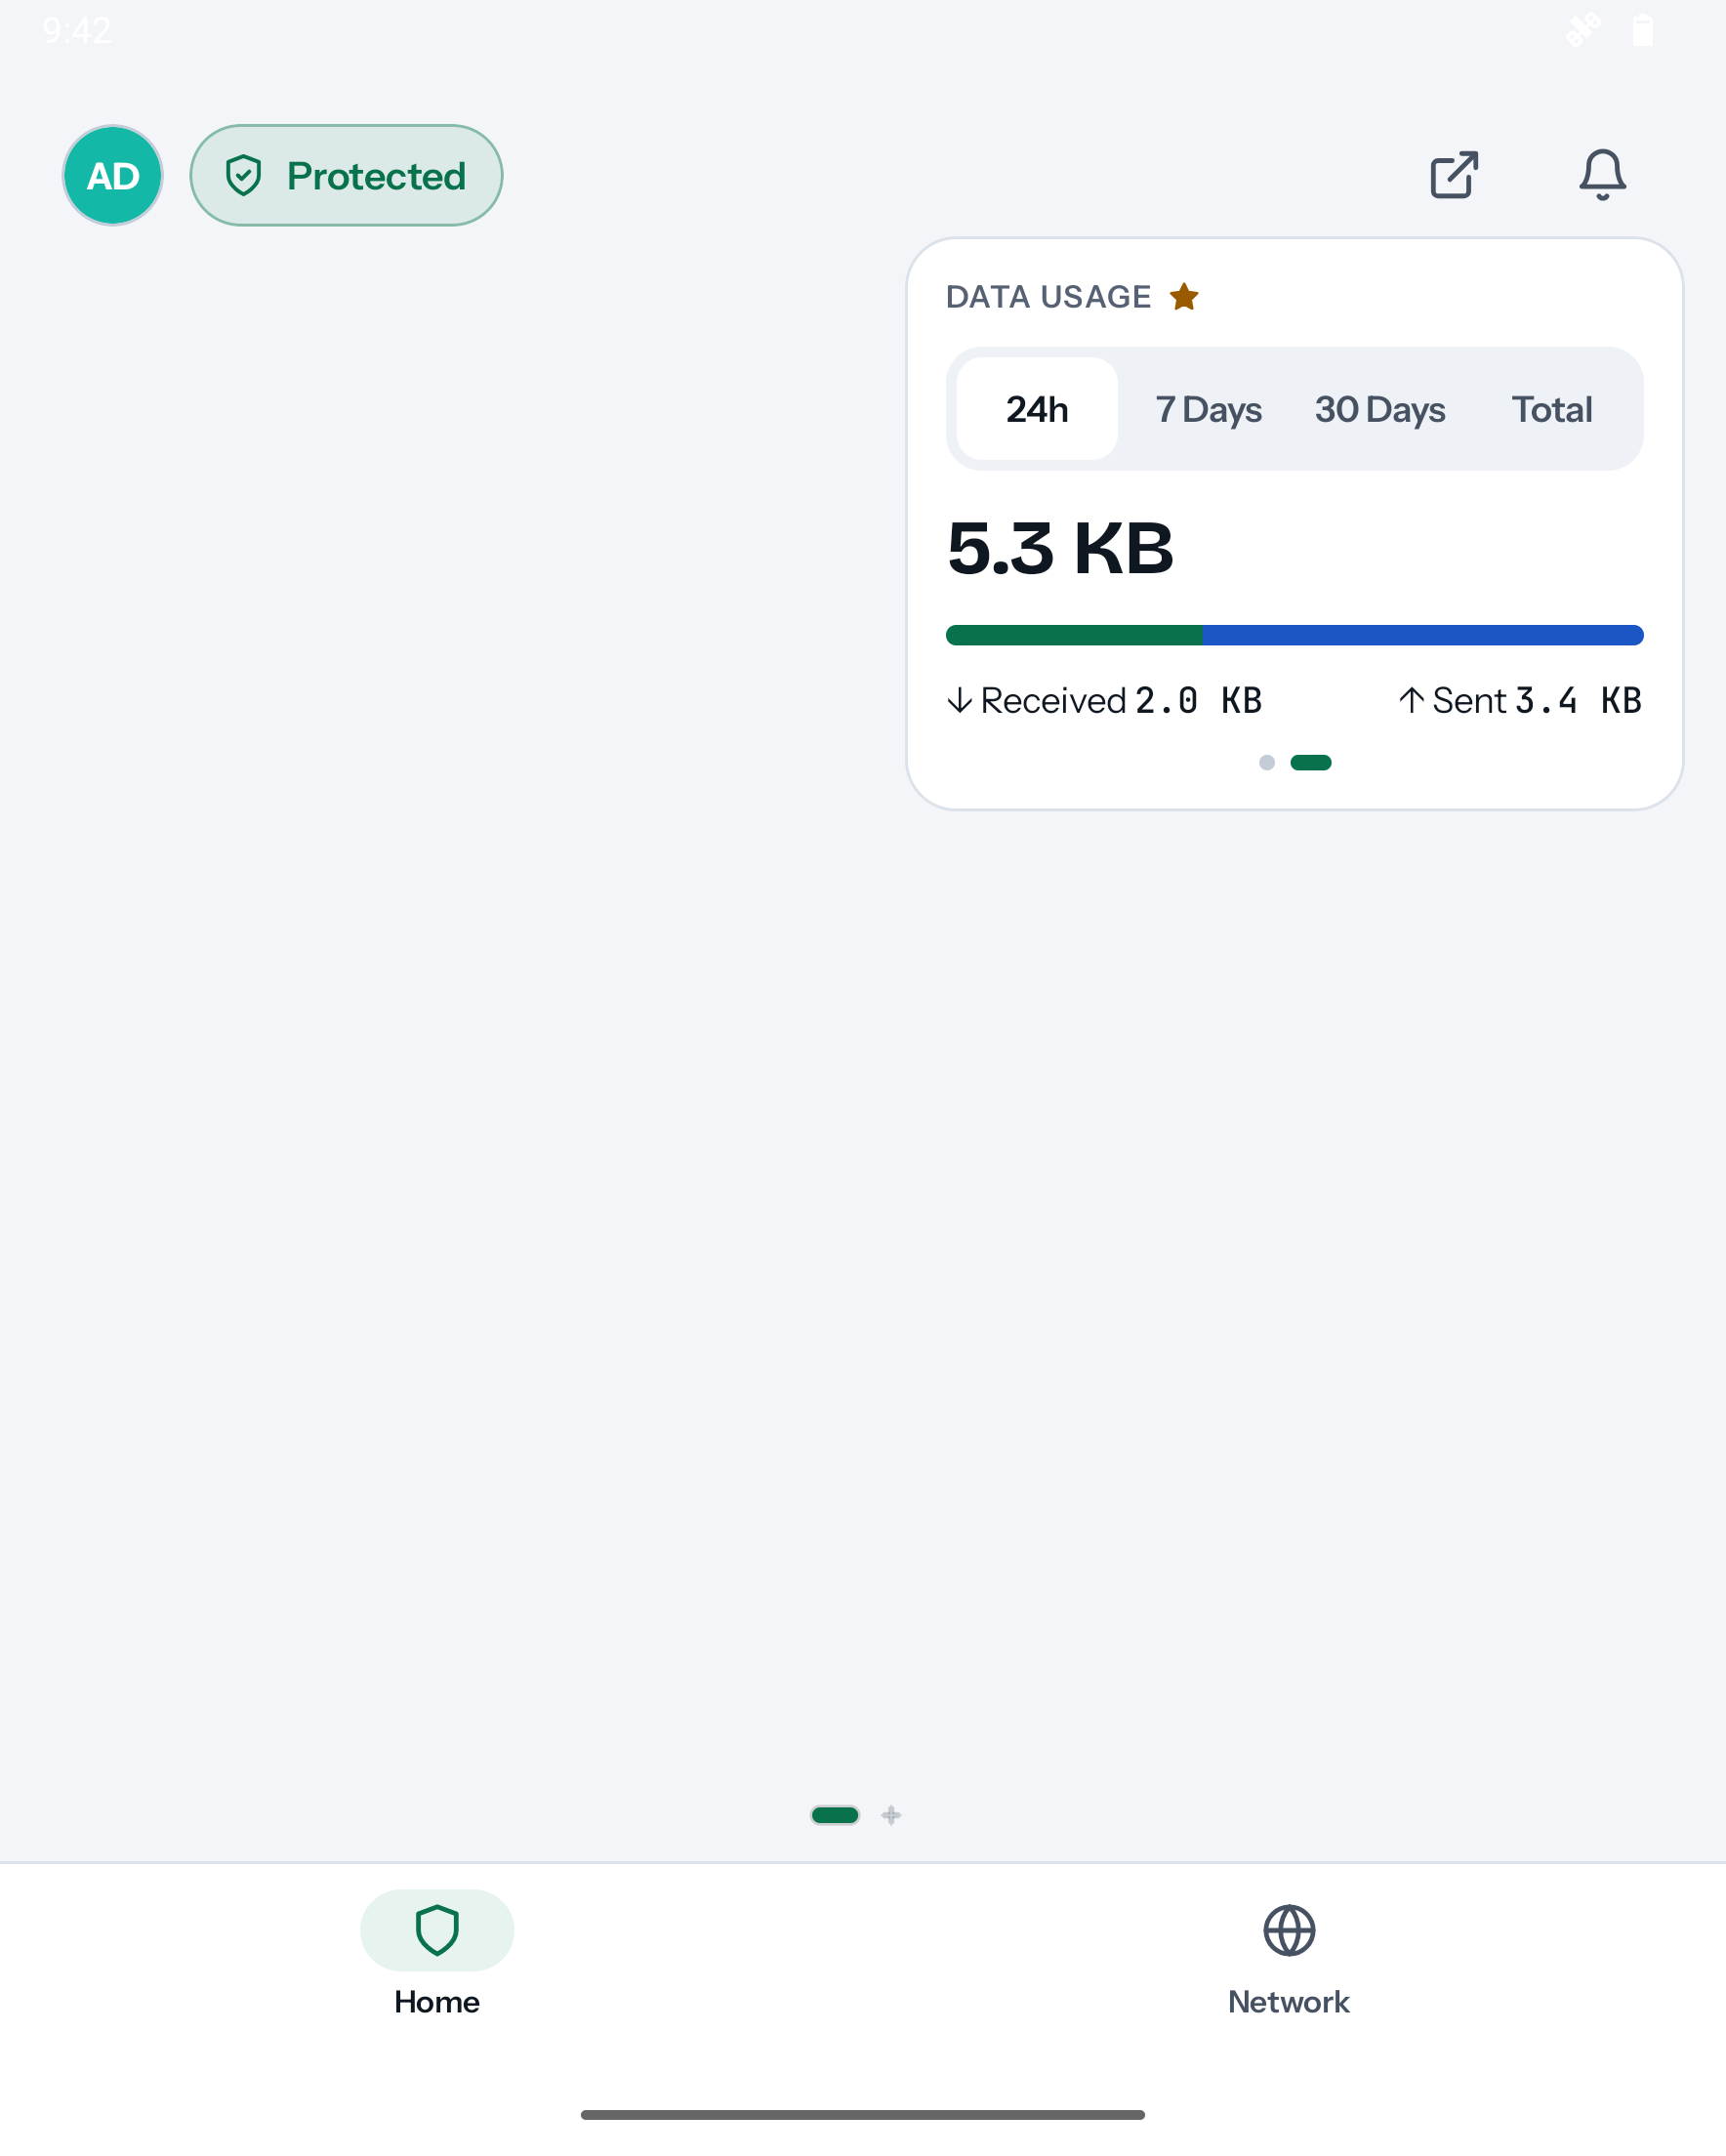 9:42
AD
Protected
DATA USAGE
24h 7 Days 30 Days Total
5.3 KB
↓ Received 2.0 KB ↑ Sent 3.4 KB
Home Network